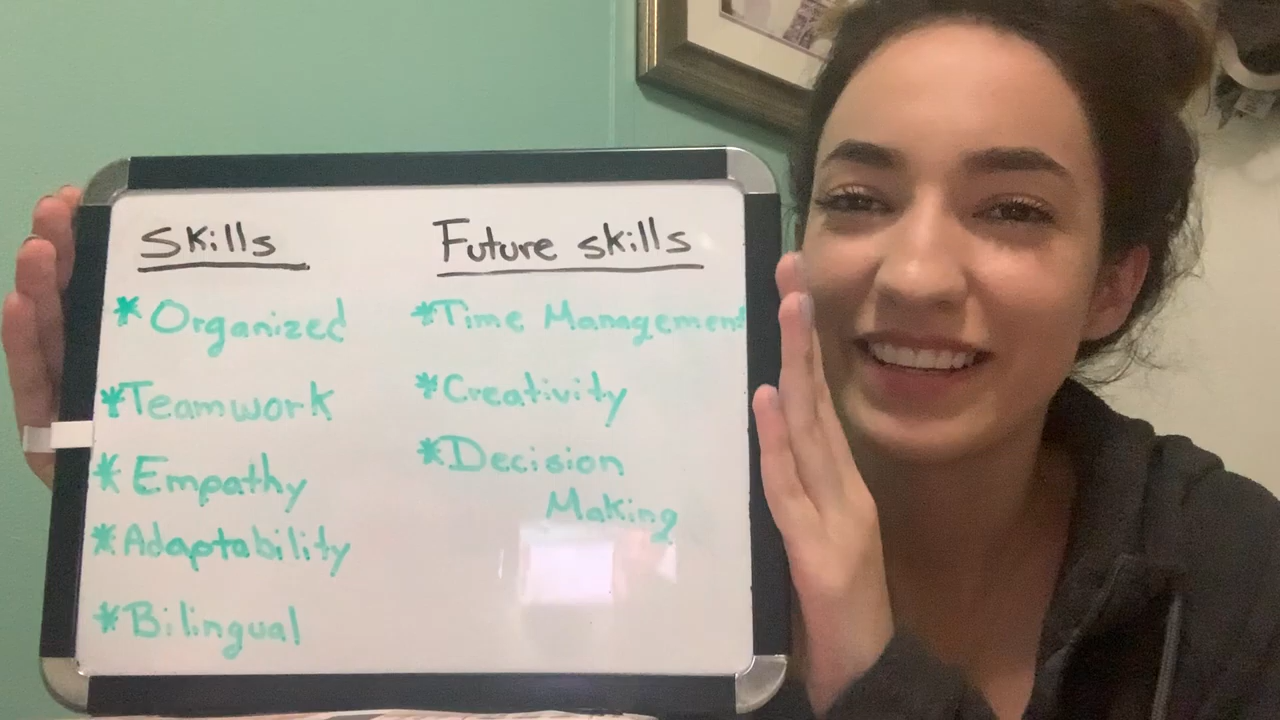 Skills
* Organized
* Teamwork
* Empathy
* Adaptability
* Bilingual
Future skills
* Time Management
* Creativity
* Decision
Making